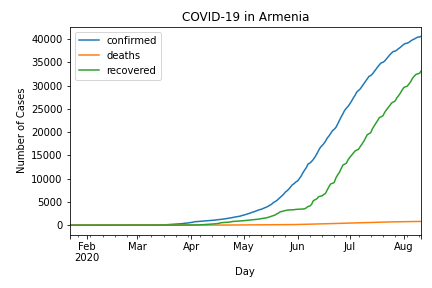 COVID-19 in Armenia
confirmed
deaths
recovered
Number of Cases
40000
35000
30000
25000
20000
15000
10000
5000
0
Feb Mar Apr May Jun Jul Aug
2020
Day